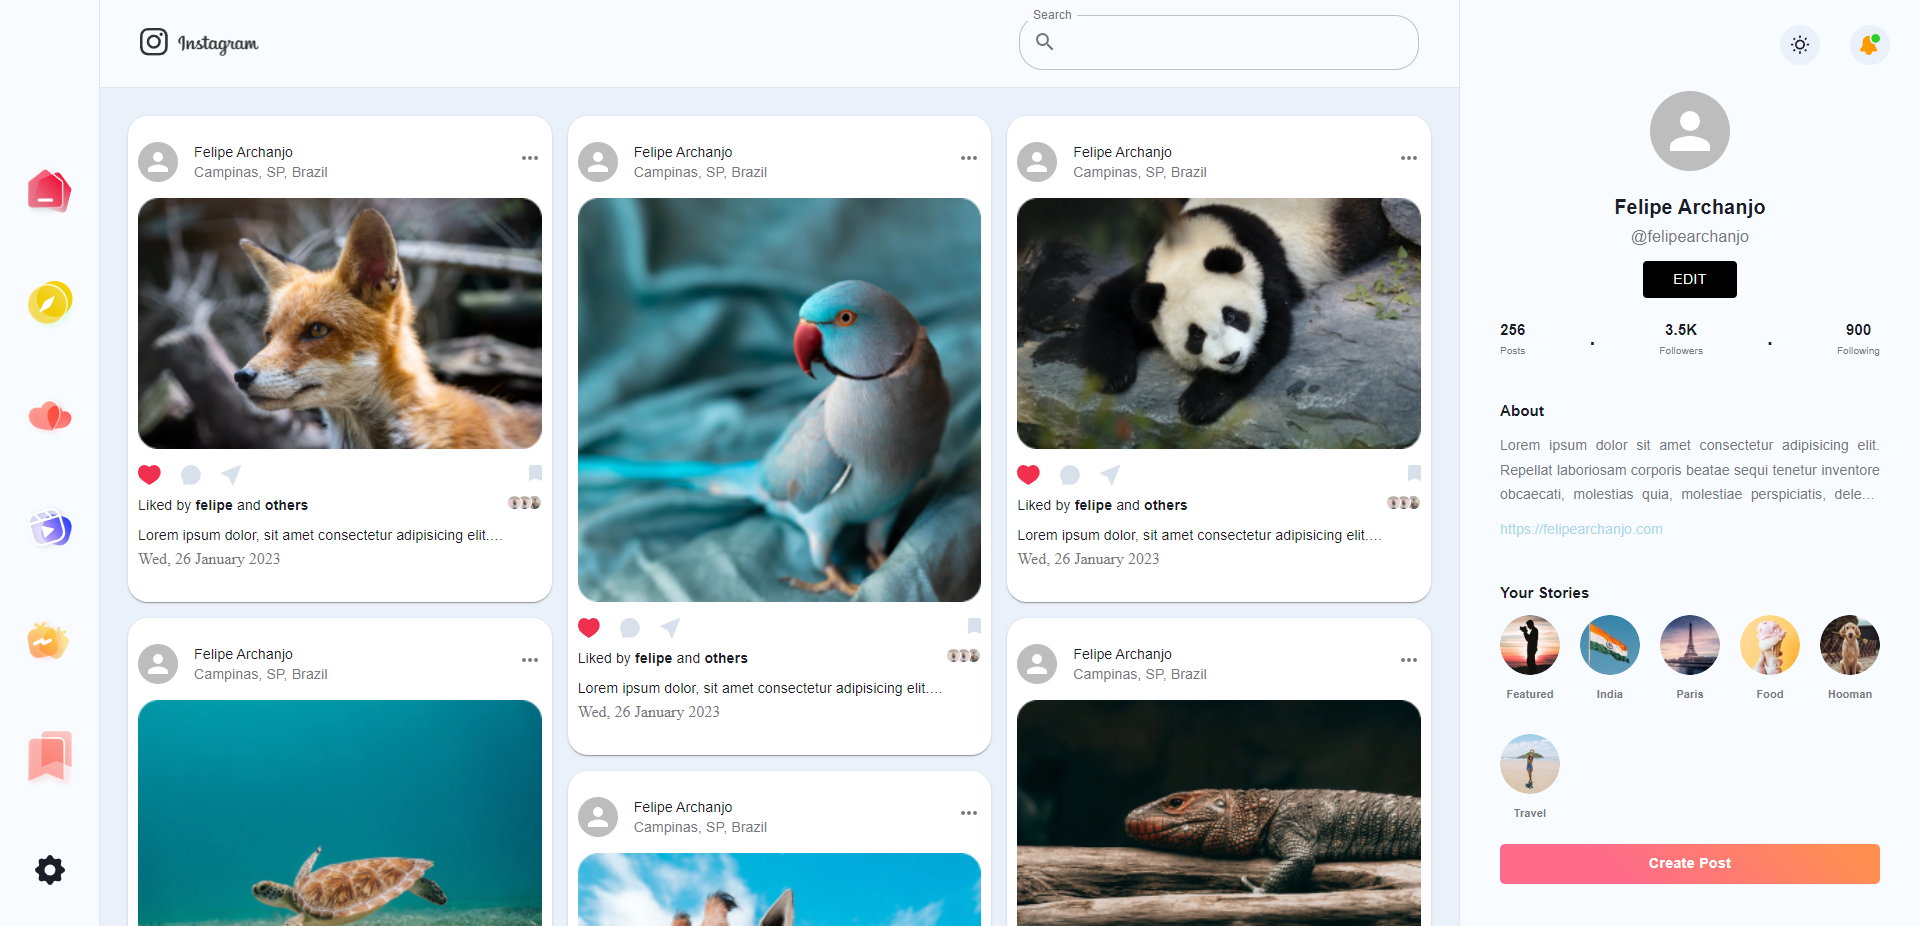 Instagram
Search
Felipe Archanjo
Campinas, SP, Brazil
Liked by felipe and others
Lorem ipsum dolor, sit amet consectetur adipisicing elit....
Wed, 26 January 2023
Felipe Archanjo
Campinas, SP, Brazil
Felipe Archanjo
Campinas, SP, Brazil
Liked by felipe and others
Lorem ipsum dolor, sit amet consectetur adipisicing elit....
Wed, 26 January 2023
Felipe Archanjo
Campinas, SP, Brazil
Felipe Archanjo
Campinas, SP, Brazil
Liked by felipe and others
Lorem ipsum dolor, sit amet consectetur adipisicing elit....
Wed, 26 January 2023
Felipe Archanjo
Campinas, SP, Brazil
Felipe Archanjo
@felipearchanjo
EDIT
256 . 3.5K . 900
Posts Followers Following
About
Lorem ipsum dolor sit amet consectetur adipisicing elit.
Repellat laboriosam corporis beatae sequi tenetur inventore
obcaecati, molestias quia, molestiae perspiciatis, dele...
https://felipearchanjo.com
Your Stories
Featured India Paris Food Hooman
Travel
Create Post